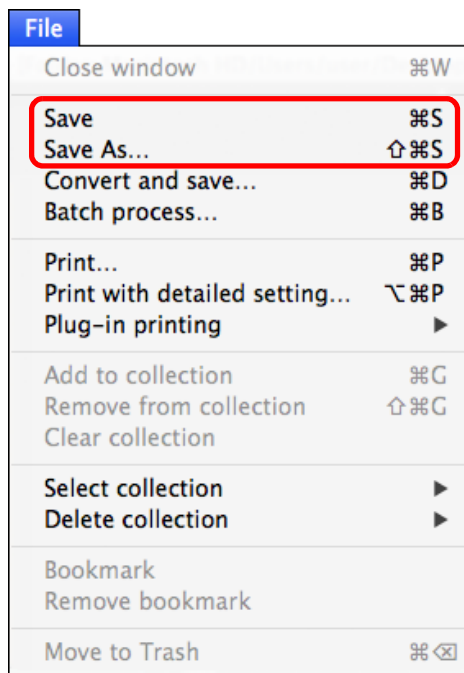 File
Close window ⌘W
Save ⌘S
Save As... ⇧⌘S
Convert and save... ⌘D
Batch process... ⌘B
Print... ⌘P
Print with detailed setting... ⌥⌘P
Plug-in printing ▶
Add to collection ⌘G
Remove from collection ⇧⌘G
Clear collection
Select collection ▶
Delete collection ▶
Bookmark
Remove bookmark
Move to Trash ⌘⌫